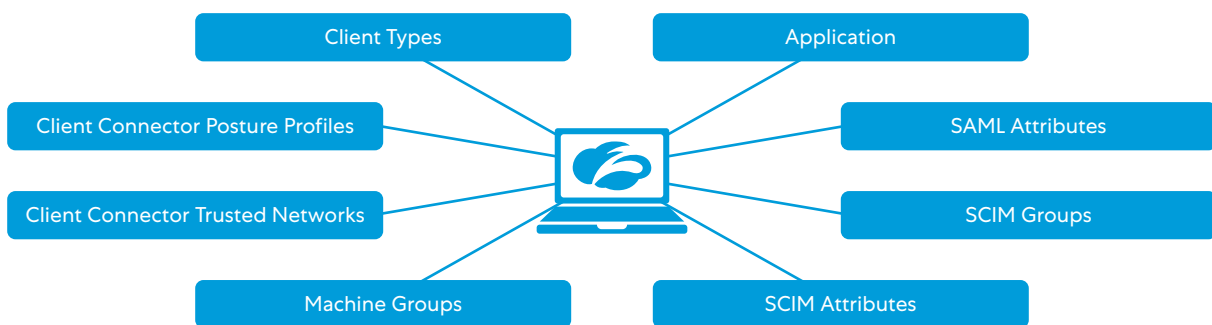 Client Types
Application
Client Connector Posture Profiles
SAML Attributes
Client Connector Trusted Networks
SCIM Groups
Machine Groups
SCIM Attributes